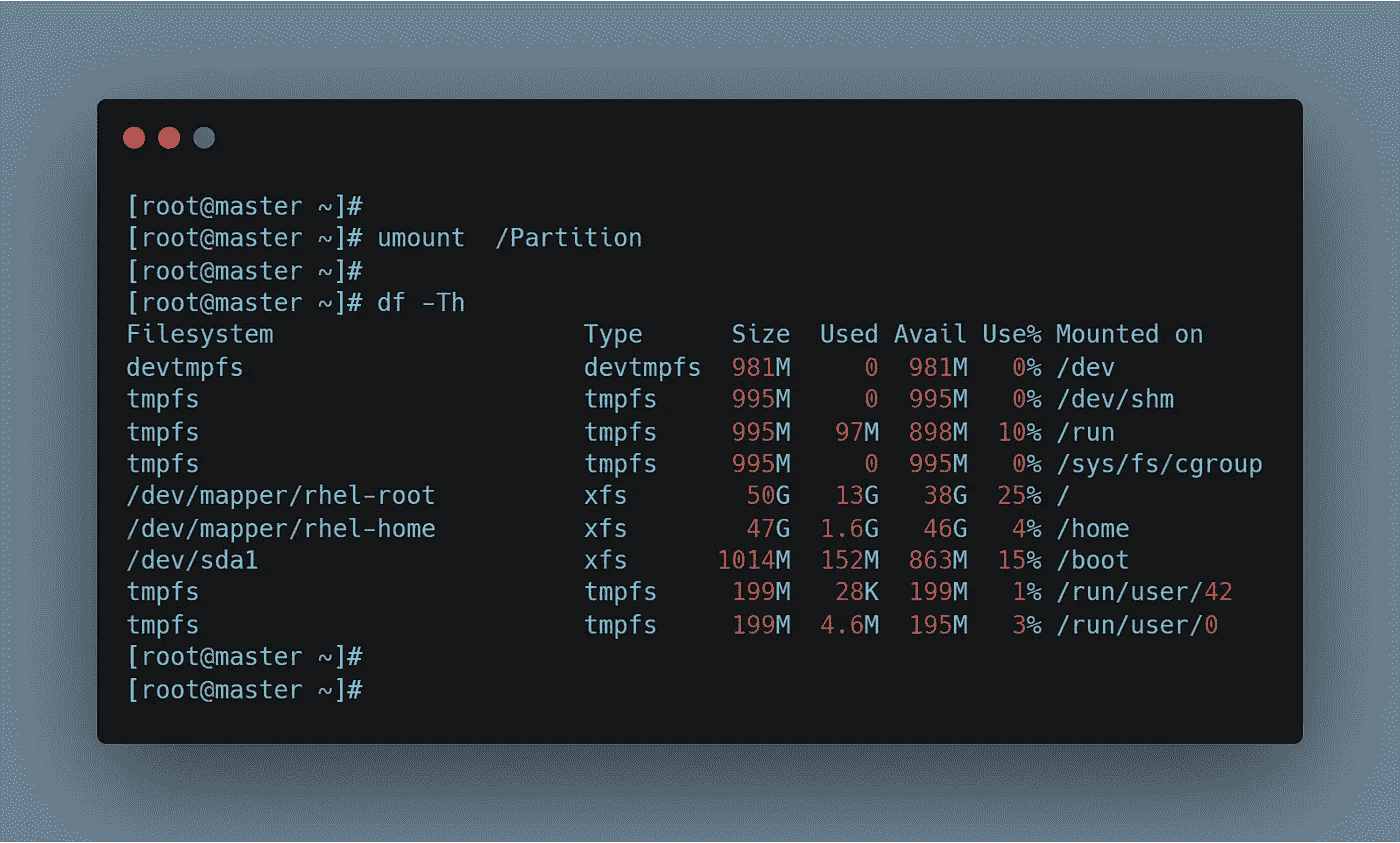 [root@master ~]#
[root@master ~]# umount  /Partition
[root@master ~]#
[root@master ~]# df -Th
Filesystem                     Type      Size  Used Avail Use% Mounted on
devtmpfs                       devtmpfs  981M     0  981M   0% /dev
tmpfs                          tmpfs     995M     0  995M   0% /dev/shm
tmpfs                          tmpfs     995M   97M  898M  10% /run
tmpfs                          tmpfs     995M     0  995M   0% /sys/fs/cgroup
/dev/mapper/rhel-root          xfs        50G   13G   38G  25% /
/dev/mapper/rhel-home          xfs        47G  1.6G   46G   4% /home
/dev/sda1                      xfs      1014M  152M  863M  15% /boot
tmpfs                          tmpfs     199M   28K  199M   1% /run/user/42
tmpfs                          tmpfs     199M  4.6M  195M   3% /run/user/0
[root@master ~]#
[root@master ~]#